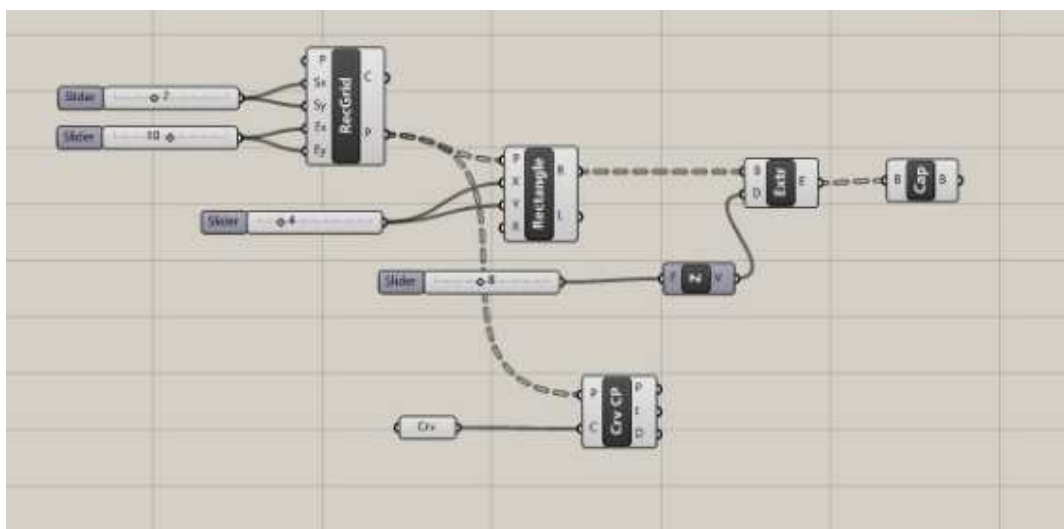 Slider 7
Slider 10
P Sx Sy Ex Ey RecGrid C P
Slider 4
P X Y R Rectangle R L
Slider 8
F Z V
B D Extr E
B Cap B
Crv
P C Crv CP P t D